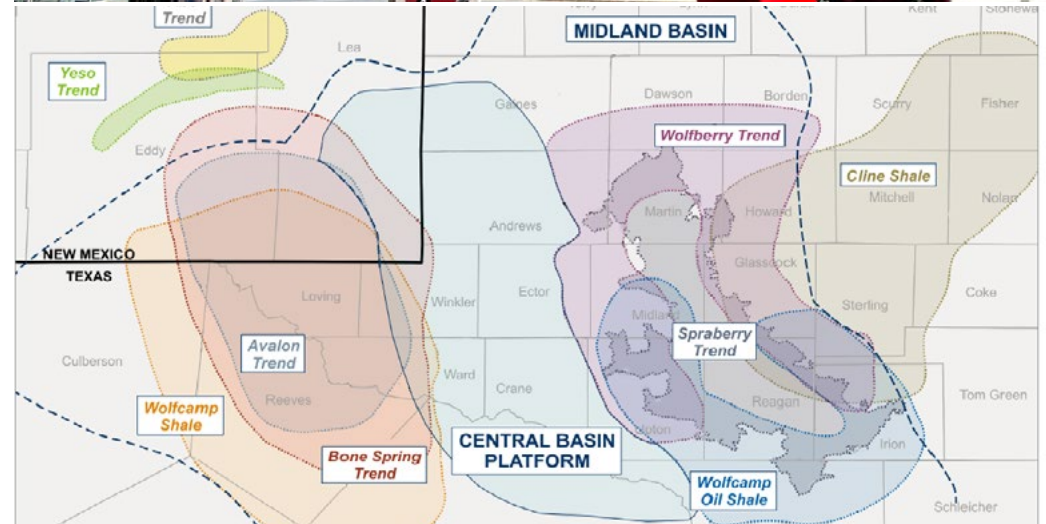 Kent
Trend
MIDLAND BASIN
Lea
Yeso
Trend
Gaines
Dawson
Borden
Scurry
Fisher
Wolfberry Trend
Eddy
Cline Shale
Mitchell
Nolan
Martin
Howard
Andrews
NEW MEXICO
TEXAS
Glasscock
Loving
Winkler
Ector
Sterling
Coke
Midland
Avalon
Trend
Spraberry
Trend
Culberson
Ward
Crane
Reeves
Reagan
Tom Green
Wolfcamp
Shale
Upton
Irion
Bone Spring
Trend
CENTRAL BASIN
PLATFORM
Wolfcamp
Oil Shale
Schleicher